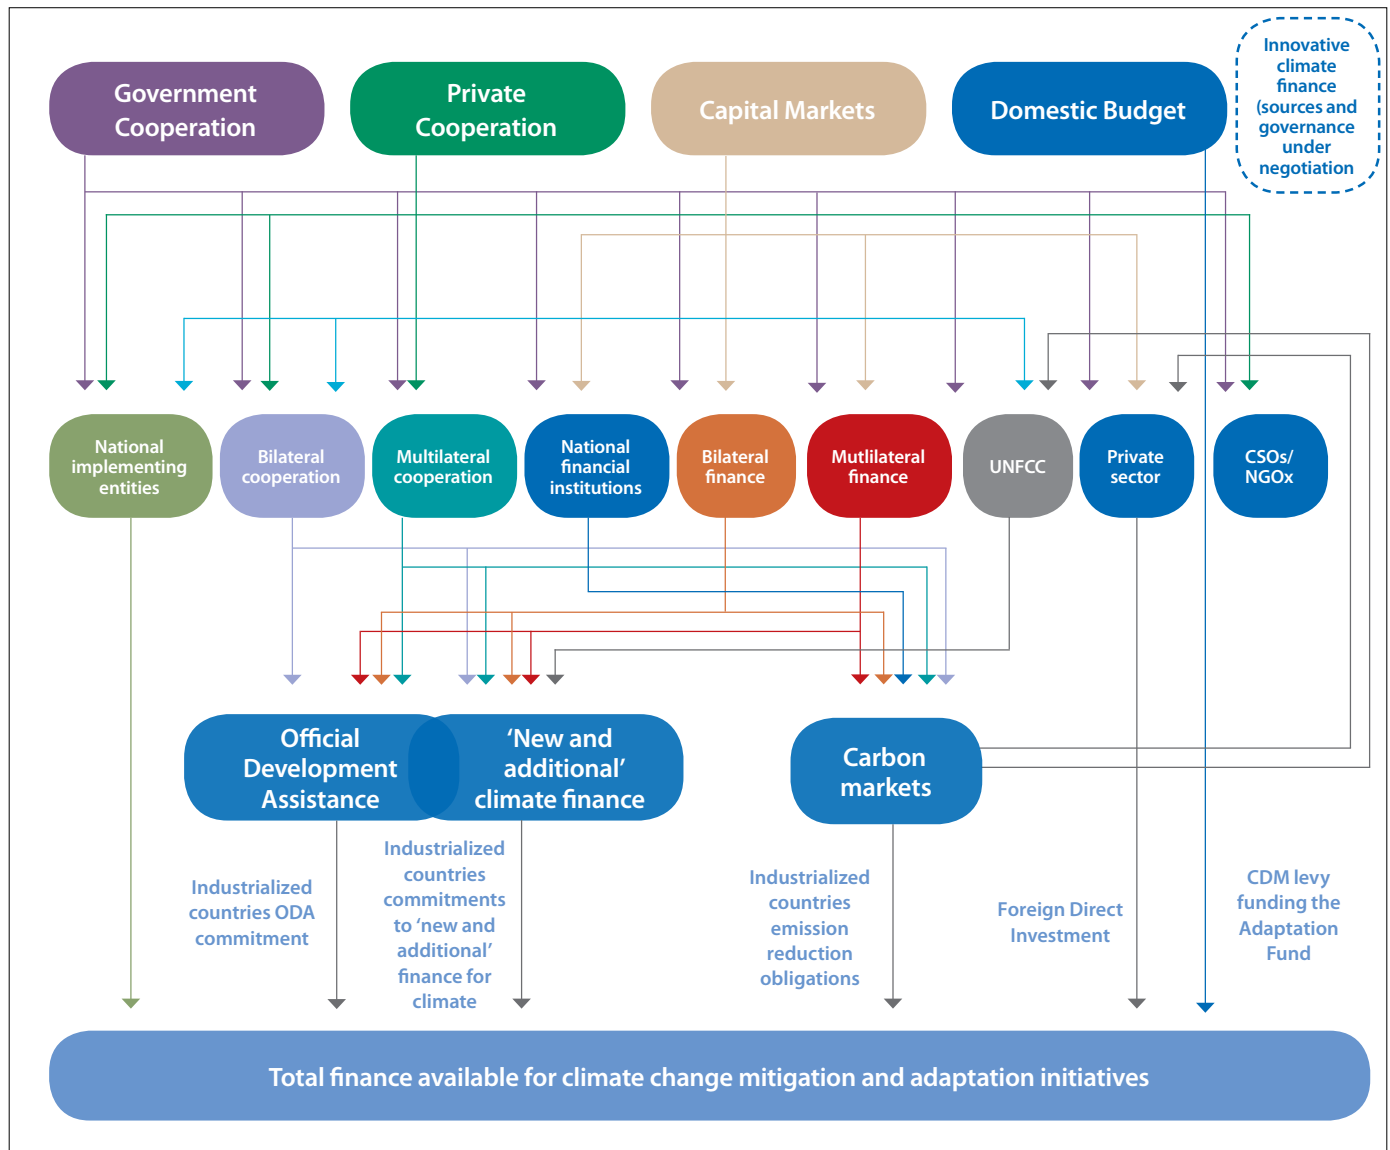 Government
Cooperation
Private
Cooperation
Capital Markets
Domestic Budget
Innovative
climate
finance
(sources and
governance
under
negotiation
National
implementing
entities
Bilateral
cooperation
Multilateral
cooperation
National
financial
institutions
Bilateral
finance
Mutlilateral
finance
UNFCC
Private
sector
CSOs/
NGOx
Official
Development
Assistance
‘New and
additional’
climate finance
Carbon
markets
Industrialized
countries ODA
commitment
Industrialized
countries
commitments
to ‘new and
additional’
finance for
climate
Industrialized
countries
emission
reduction
obligations
Foreign Direct
Investment
CDM levy
funding the
Adaptation
Fund
Total finance available for climate change mitigation and adaptation initiatives